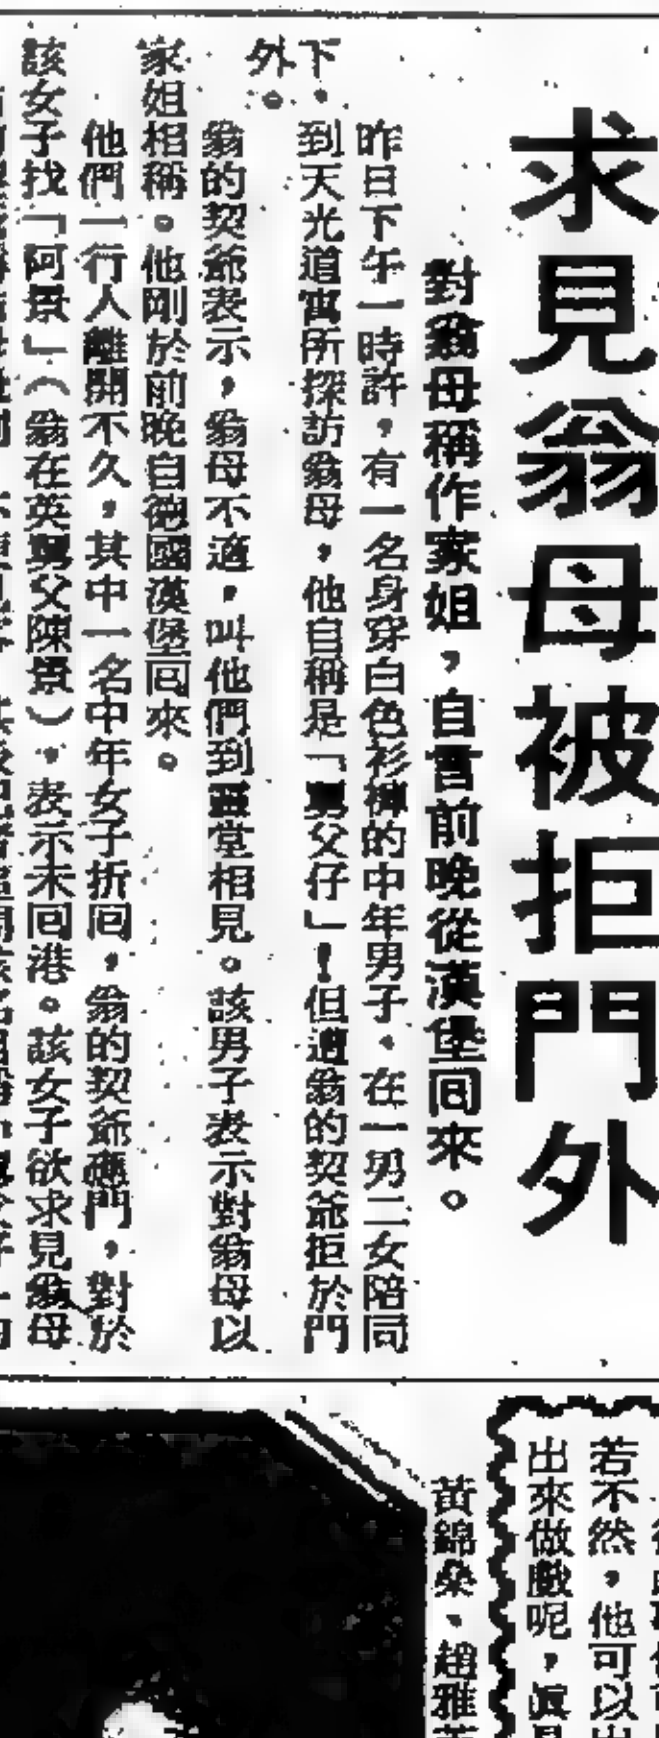 求見翁母被拒門外
對翁母稱作家姐，自言前晚從漢堡回來。
昨日下午一時許，有一名身穿白色衫褲的中年男子，在一男二女陪同
下，到天光道寓所探訪翁母，他自稱是「舅父仔」！但遭翁的契爺拒於門
外。
翁的契爺表示，翁母不適，叫他們到靈堂相見。該男子表示對翁母以
家姐相稱。他剛於前晚自德國漢堡回來。
他們一行人離開不久，其中一名中年女子折回，翁的契爺應門，對於
該女子找「阿景」（翁在英舅父陳景），表示未回港。該女子欲求見翁母
若不然，他可以出
出來做戲呢，真
黃錦燊、趙雅